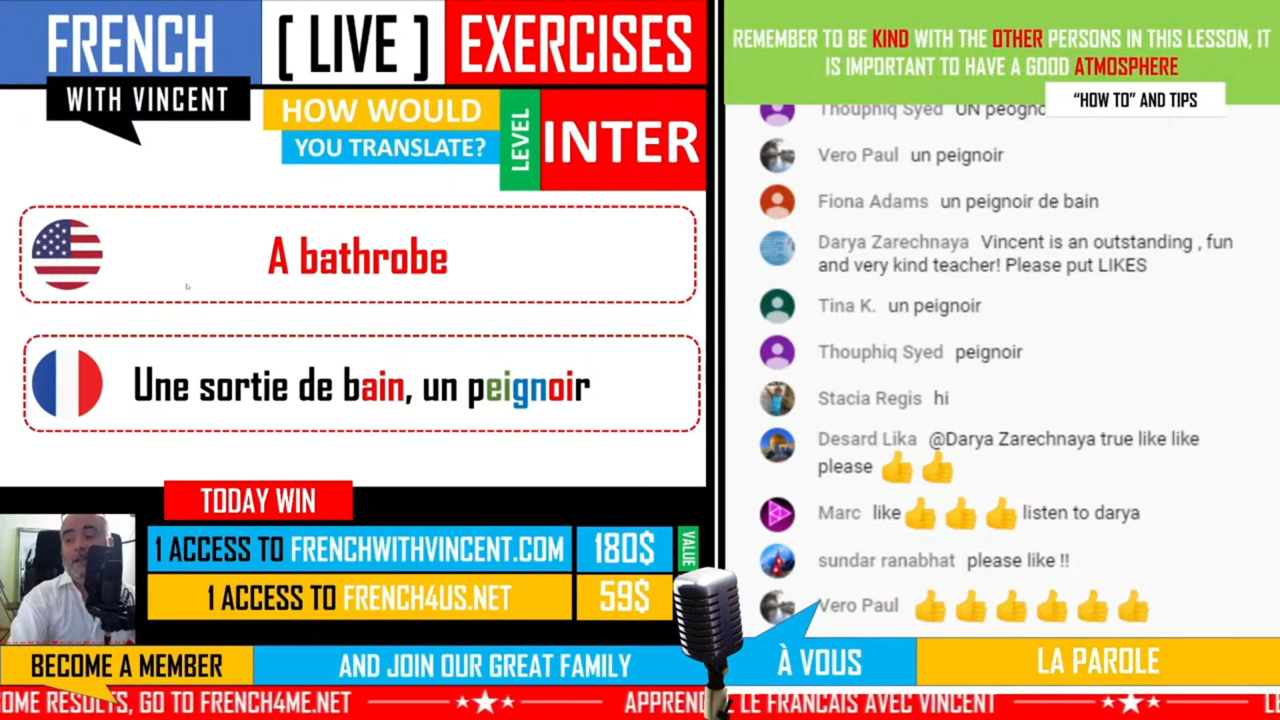 FRENCH
[ LIVE ]
EXERCISES
WITH VINCENT
HOW WOULD
YOU TRANSLATE?
LEVEL
INTER
A bathrobe
Une sortie de bain, un peignoir
TODAY WIN
1 ACCESS TO FRENCHWITHVINCENT.COM
180$
VALUE
1 ACCESS TO FRENCH4US.NET
59$
BECOME A MEMBER
AND JOIN OUR GREAT FAMILY
REMEMBER TO BE KIND WITH THE OTHER PERSONS IN THIS LESSON, IT
IS IMPORTANT TO HAVE A GOOD ATMOSPHERE
"HOW TO" AND TIPS
Thouphiq Syed UN
Vero Paul un peignoir
Fiona Adams un peignoir de bain
Darya Zarechnaya Vincent is an outstanding , fun
and very kind teacher! Please put LIKES
Tina K. un peignoir
Thouphiq Syed peignoir
Stacia Regis hi
Desard Lika @Darya Zarechnaya true like like
please 👍 👍
Marc like 👍 👍 👍 listen to darya
sundar ranabhat please like !!
Vero Paul 👍 👍 👍 👍 👍 👍
À VOUS
LA PAROLE
RESULTS, GO TO FRENCH4ME.NET
LE FRANCAIS AVEC VINCENT